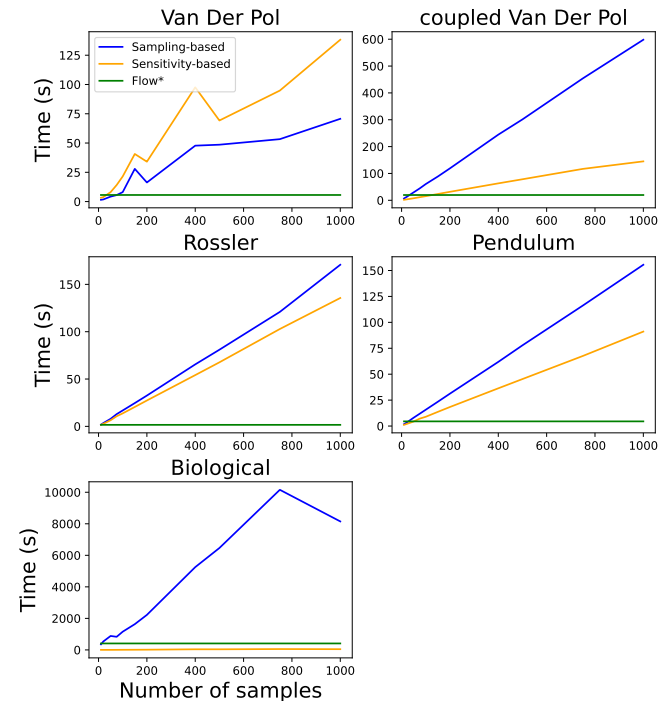 Van Der Pol
coupled Van Der Pol
Time (s)
125
100
75
50
25
0
Sampling-based
Sensitivity-based
Flow*
0 200 400 600 800 1000
600
500
400
300
200
100
0
0 200 400 600 800 1000
Rossler
Pendulum
Time (s)
150
100
50
0
0 200 400 600 800 1000
150
125
100
75
50
25
0
0 200 400 600 800 1000
Biological
Time (s)
10000
8000
6000
4000
2000
0
0 200 400 600 800 1000
Number of samples